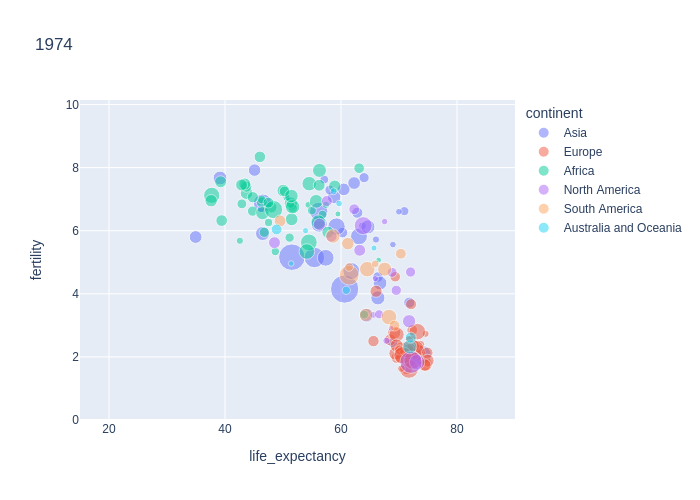 1974
continent
Asia
Europe
Africa
North America
South America
Australia and Oceania
fertility
10
8
6
4
2
0
20
40
60
80
life_expectancy